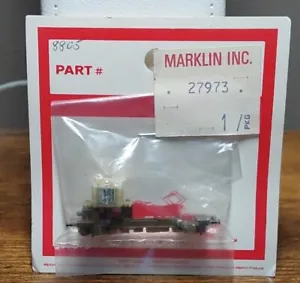 8805
PART #
MARKLIN INC.
27973
1 / PKG